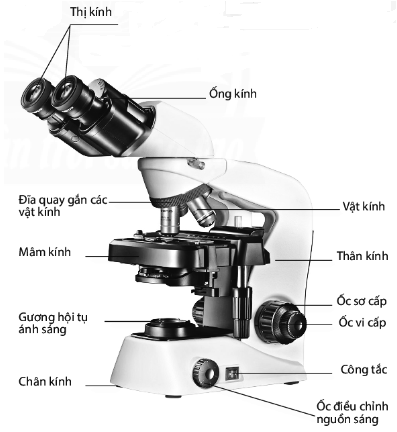 Thị kính
Ống kính
Đĩa quay gắn các
vật kính
Vật kính
Mâm kính
Thân kính
Ốc sơ cấp
Gương hội tụ
ánh sáng
Ốc vi cấp
Công tắc
Chân kính
Ốc điều chỉnh
nguồn sáng